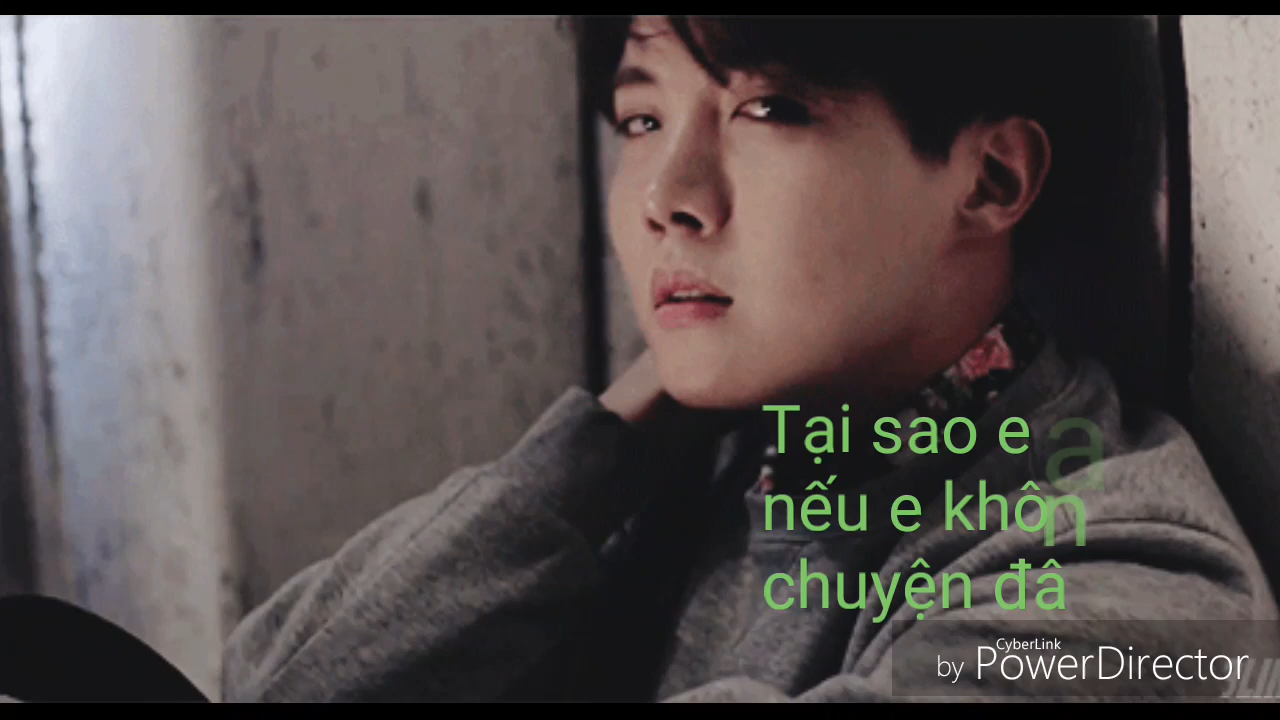 Tại sao e a
nếu e khôn
chuyện đâ
CyberLink
by PowerDirector